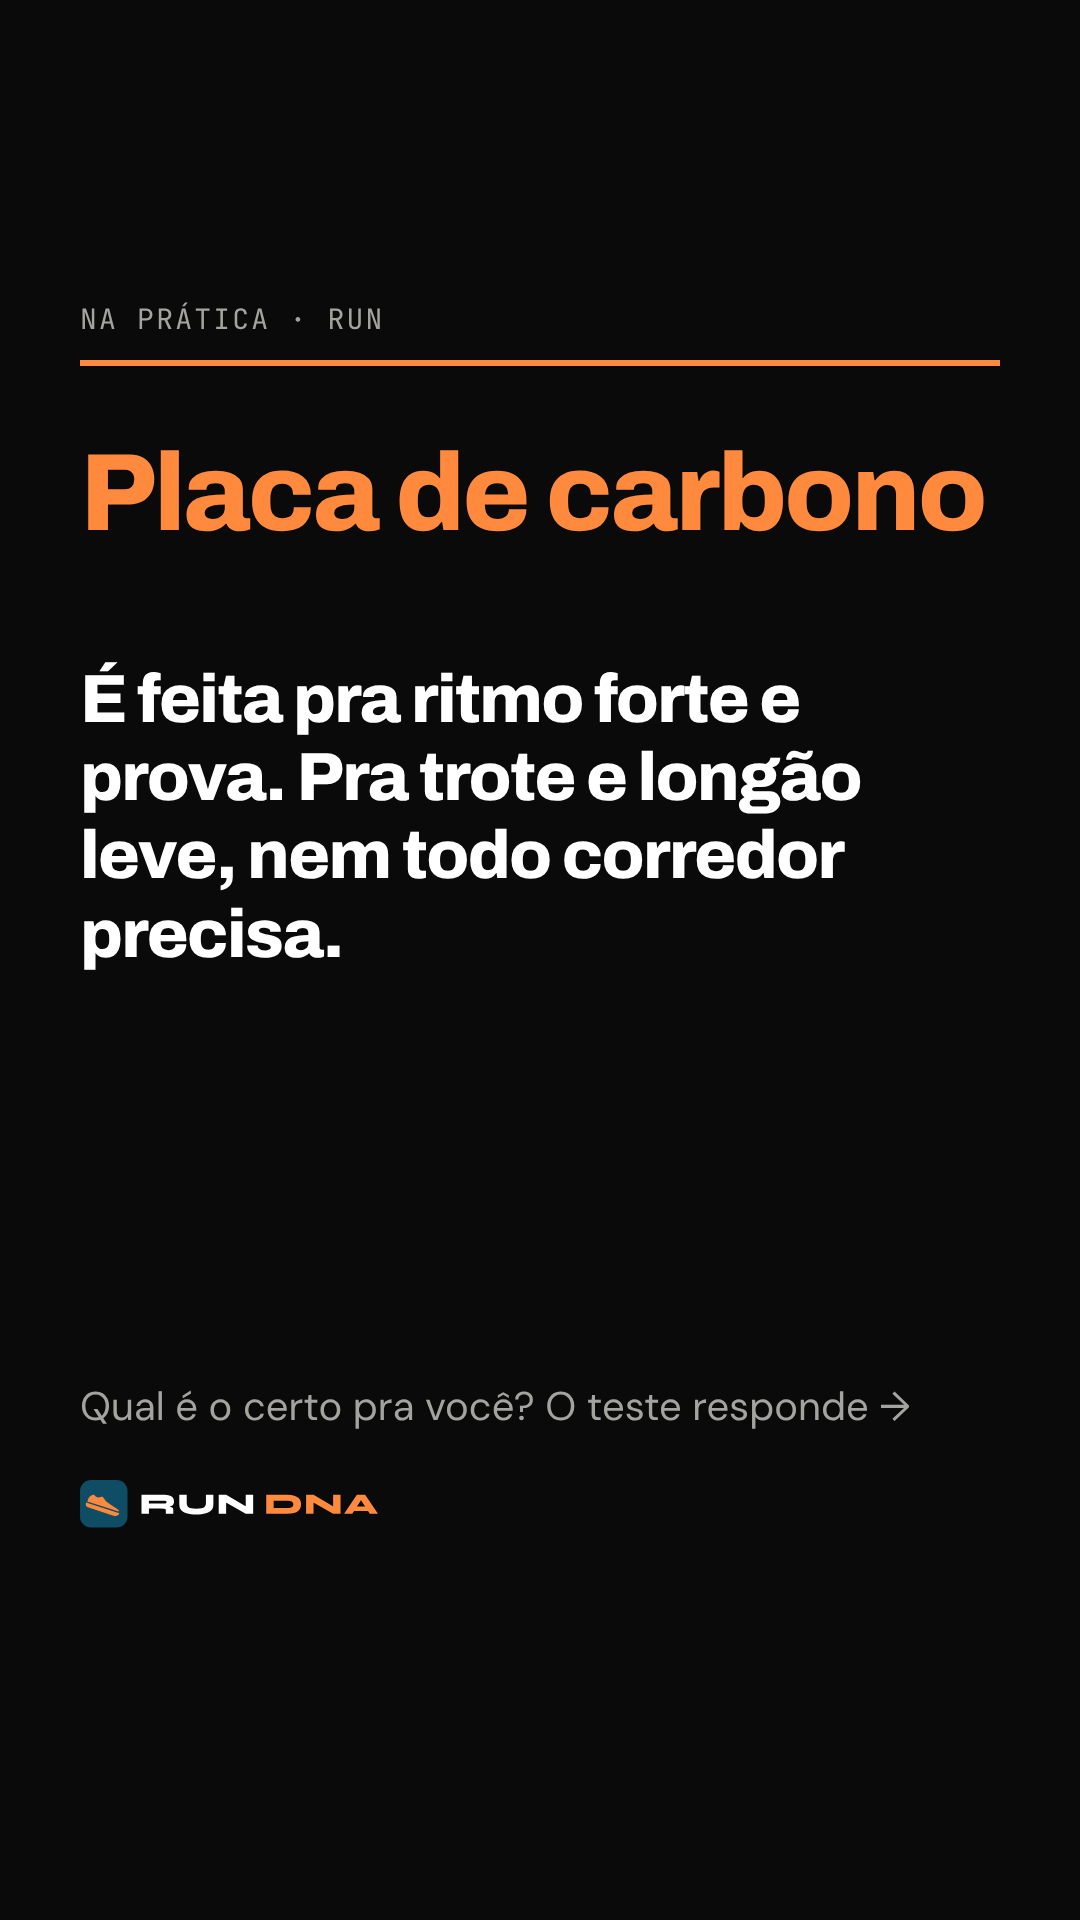 NA PRÁTICA · RUN
Placa de carbono
É feita pra ritmo forte e
prova. Pra trote e longão
leve, nem todo corredor
precisa.
Qual é o certo pra você? O teste responde →
RUN DNA